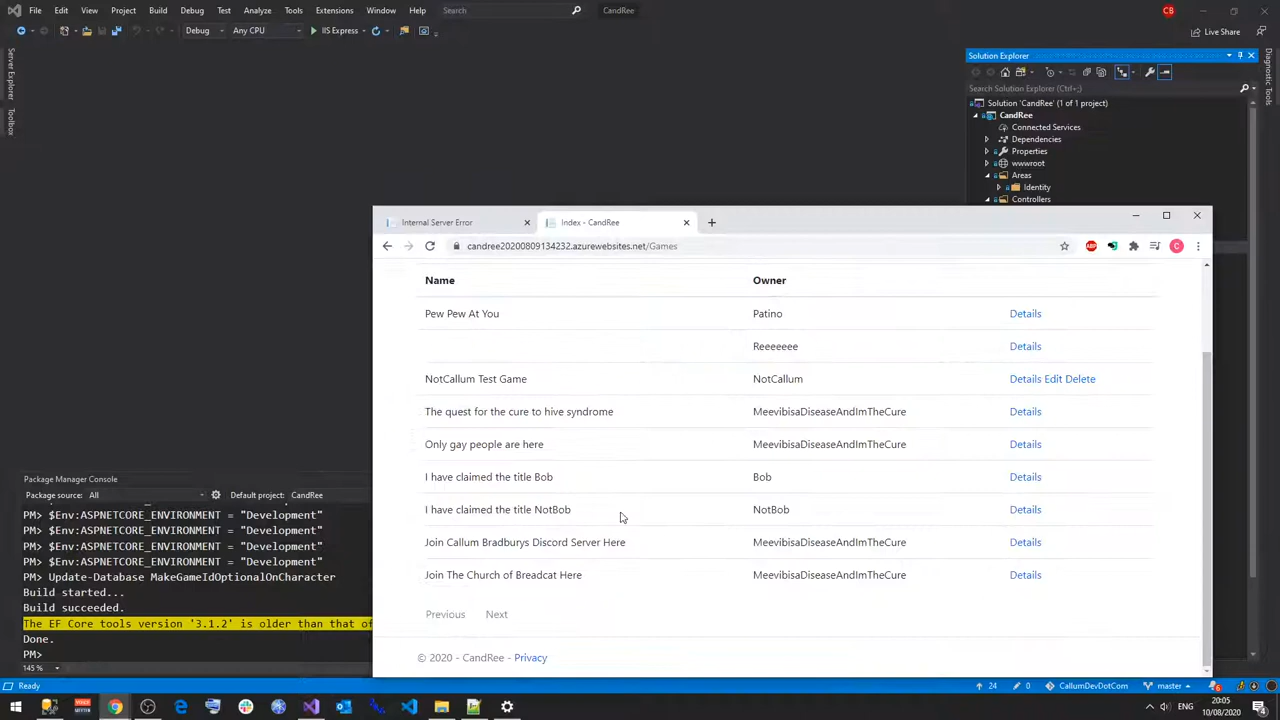 File Edit View Project Build Debug Test Analyze Tools Extensions Window Help Search CandRee CB
Debug Any CPU IIS Express Live Share
Server Explorer
Toolbox
Solution Explorer
Diagnostic Tools
Search Solution Explorer (Ctrl+;)
Solution 'CandRee' (1 of 1 project)
CandRee
Connected Services
Dependencies
Properties
wwwroot
Areas
Identity
Controllers
Internal Server Error
Index - CandRee
candree20200809134232.azurewebsites.net/Games
Name Owner
Pew Pew At You Patino Details
Reeeeeee Details
NotCallum Test Game NotCallum Details Edit Delete
The quest for the cure to hive syndrome MeevibisaDiseaseAndImTheCure Details
Only gay people are here MeevibisaDiseaseAndImTheCure Details
I have claimed the title Bob Bob Details
I have claimed the title NotBob NotBob Details
Join Callum Bradburys Discord Server Here MeevibisaDiseaseAndImTheCure Details
Join The Church of Breadcat Here MeevibisaDiseaseAndImTheCure Details
Previous Next
© 2020 - CandRee - Privacy
Package Manager Console
Package source: All Default project: CandRee
PM> $Env:ASPNETCORE_ENVIRONMENT = "Development"
PM> $Env:ASPNETCORE_ENVIRONMENT = "Development"
PM> $Env:ASPNETCORE_ENVIRONMENT = "Development"
PM> $Env:ASPNETCORE_ENVIRONMENT = "Development"
PM> Update-Database MakeGameIdOptionalOnCharacter
Build started...
Build succeeded.
The EF Core tools version '3.1.2' is older than that of
Done.
PM>
145 %
Ready 24 0 CallumDevDotCom master 6
ENG 20:05 10/08/2020